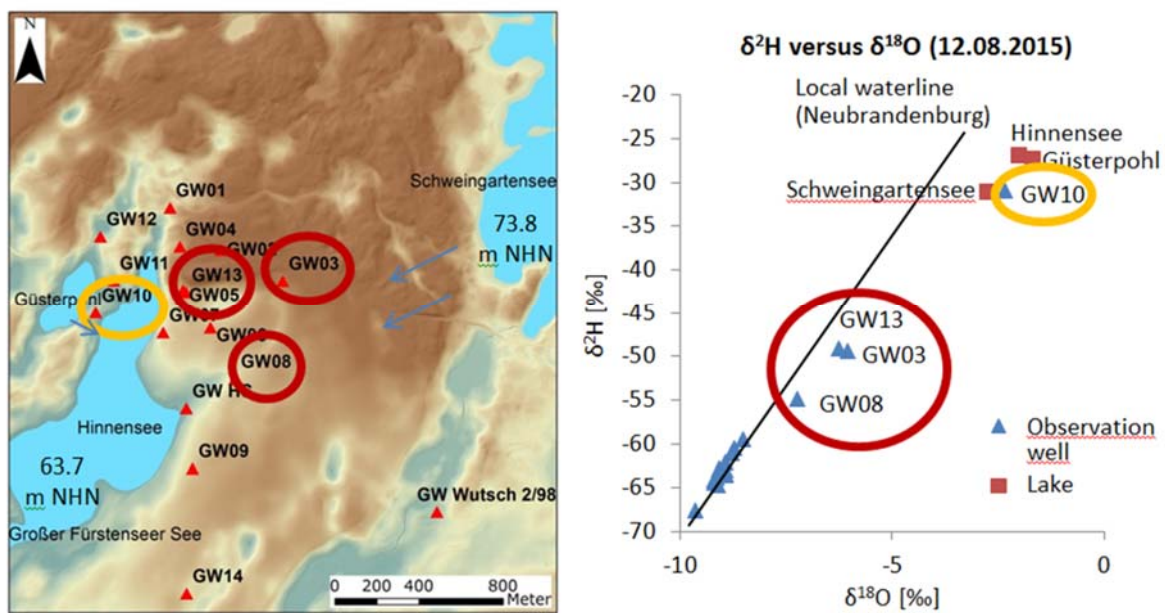 N
GW01
Schweingartensee
GW12
GW04
73.8
m NHN
GW03
GW11
GW13
GW10
GW05
Güsterpohl
GW08
GW HS
Hinnensee
63.7
m NHN
GW09
GW Wutsch 2/98
Großer Fürstenseer See
GW14
0 200 400 800
Meter
δ²H versus δ¹⁸O (12.08.2015)
Local waterline
(Neubrandenburg)
Hinnensee
Güsterpohl
Schweingartensee
GW10
GW13
GW03
GW08
Observation
well
Lake
δ²H [‰]
-20
-25
-30
-35
-40
-45
-50
-55
-60
-65
-70
-10 -5 0
δ¹⁸O [‰]